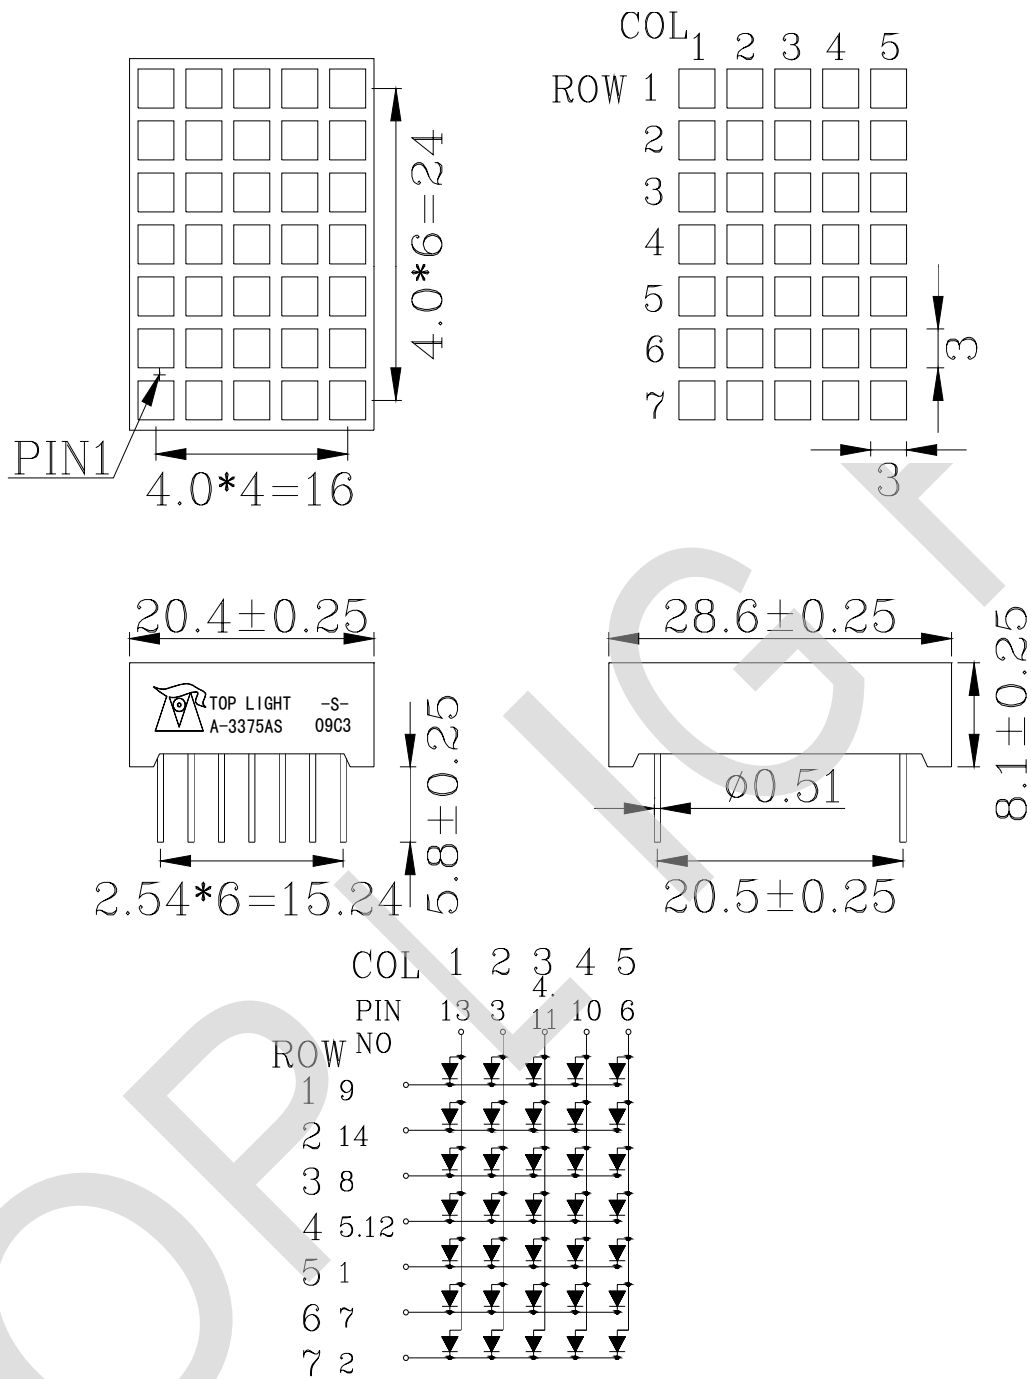 COL 1 2 3 4 5
ROW 1
2
3
4
5
6
7
4.0*6=24
3
3
PIN1
4.0*4=16
20.4±0.25
TOP LIGHT -S-
A-3375AS 09C3
5.8±0.25
2.54*6=15.24
28.6±0.25
8.1±0.25
ø0.51
20.5±0.25
COL 1 2 3 4 5
PIN NO 13 3 4. 11 10 6
ROW
1 9
2 14
3 8
4 5.12
5 1
6 7
7 2
TOP LIGHT